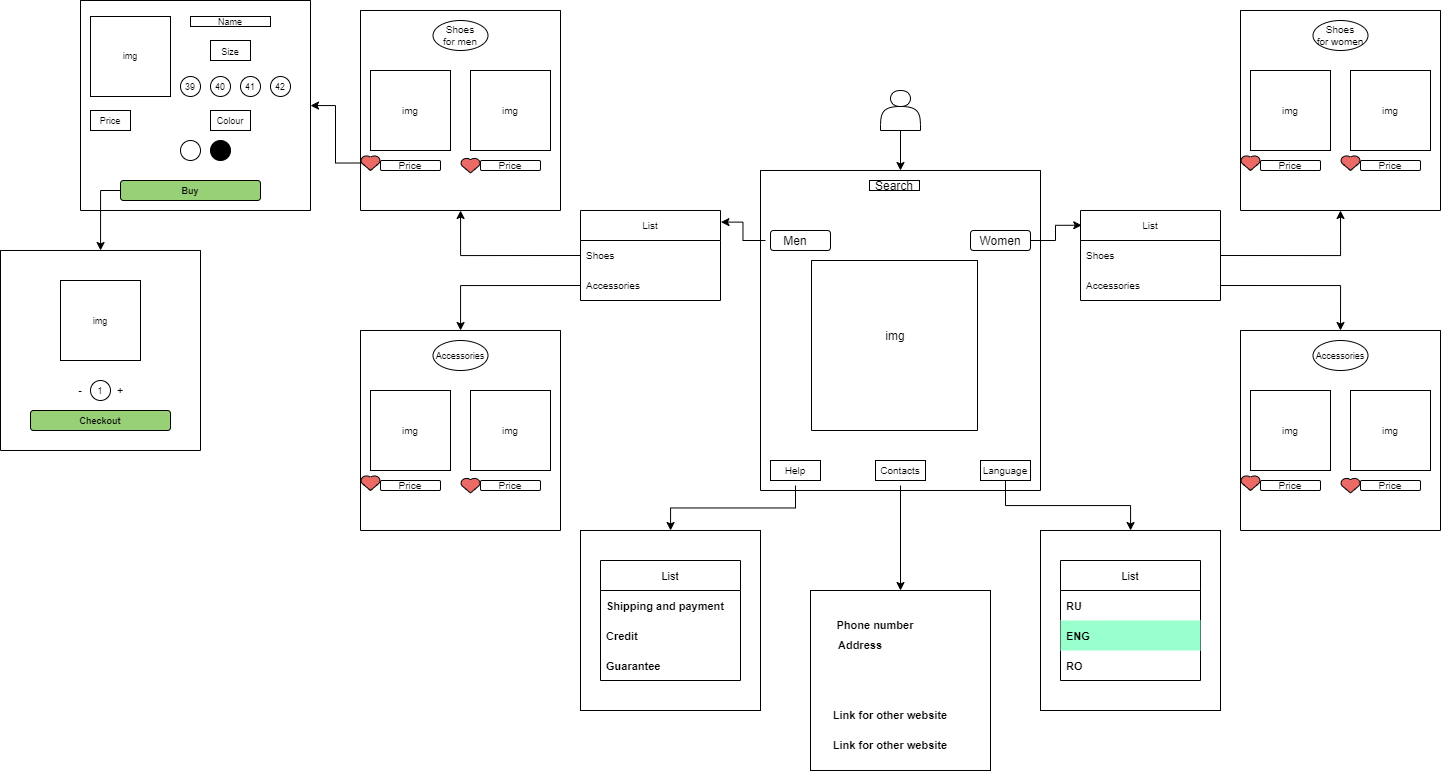 Name
img
Size
39 40 41 42
Price
Colour
Buy
img
- 1 +
Checkout
Shoes
for men
img
img
Price
Price
List
Shoes
Accessories
Accessories
img
img
Price
Price
Search
Men
Women
img
Help
Contacts
Language
List
Shoes
Accessories
Shoes
for women
img
img
Price
Price
Accessories
img
img
Price
Price
List
Shipping and payment
Credit
Guarantee
Phone number
Address
Link for other website
Link for other website
List
RU
ENG
RO